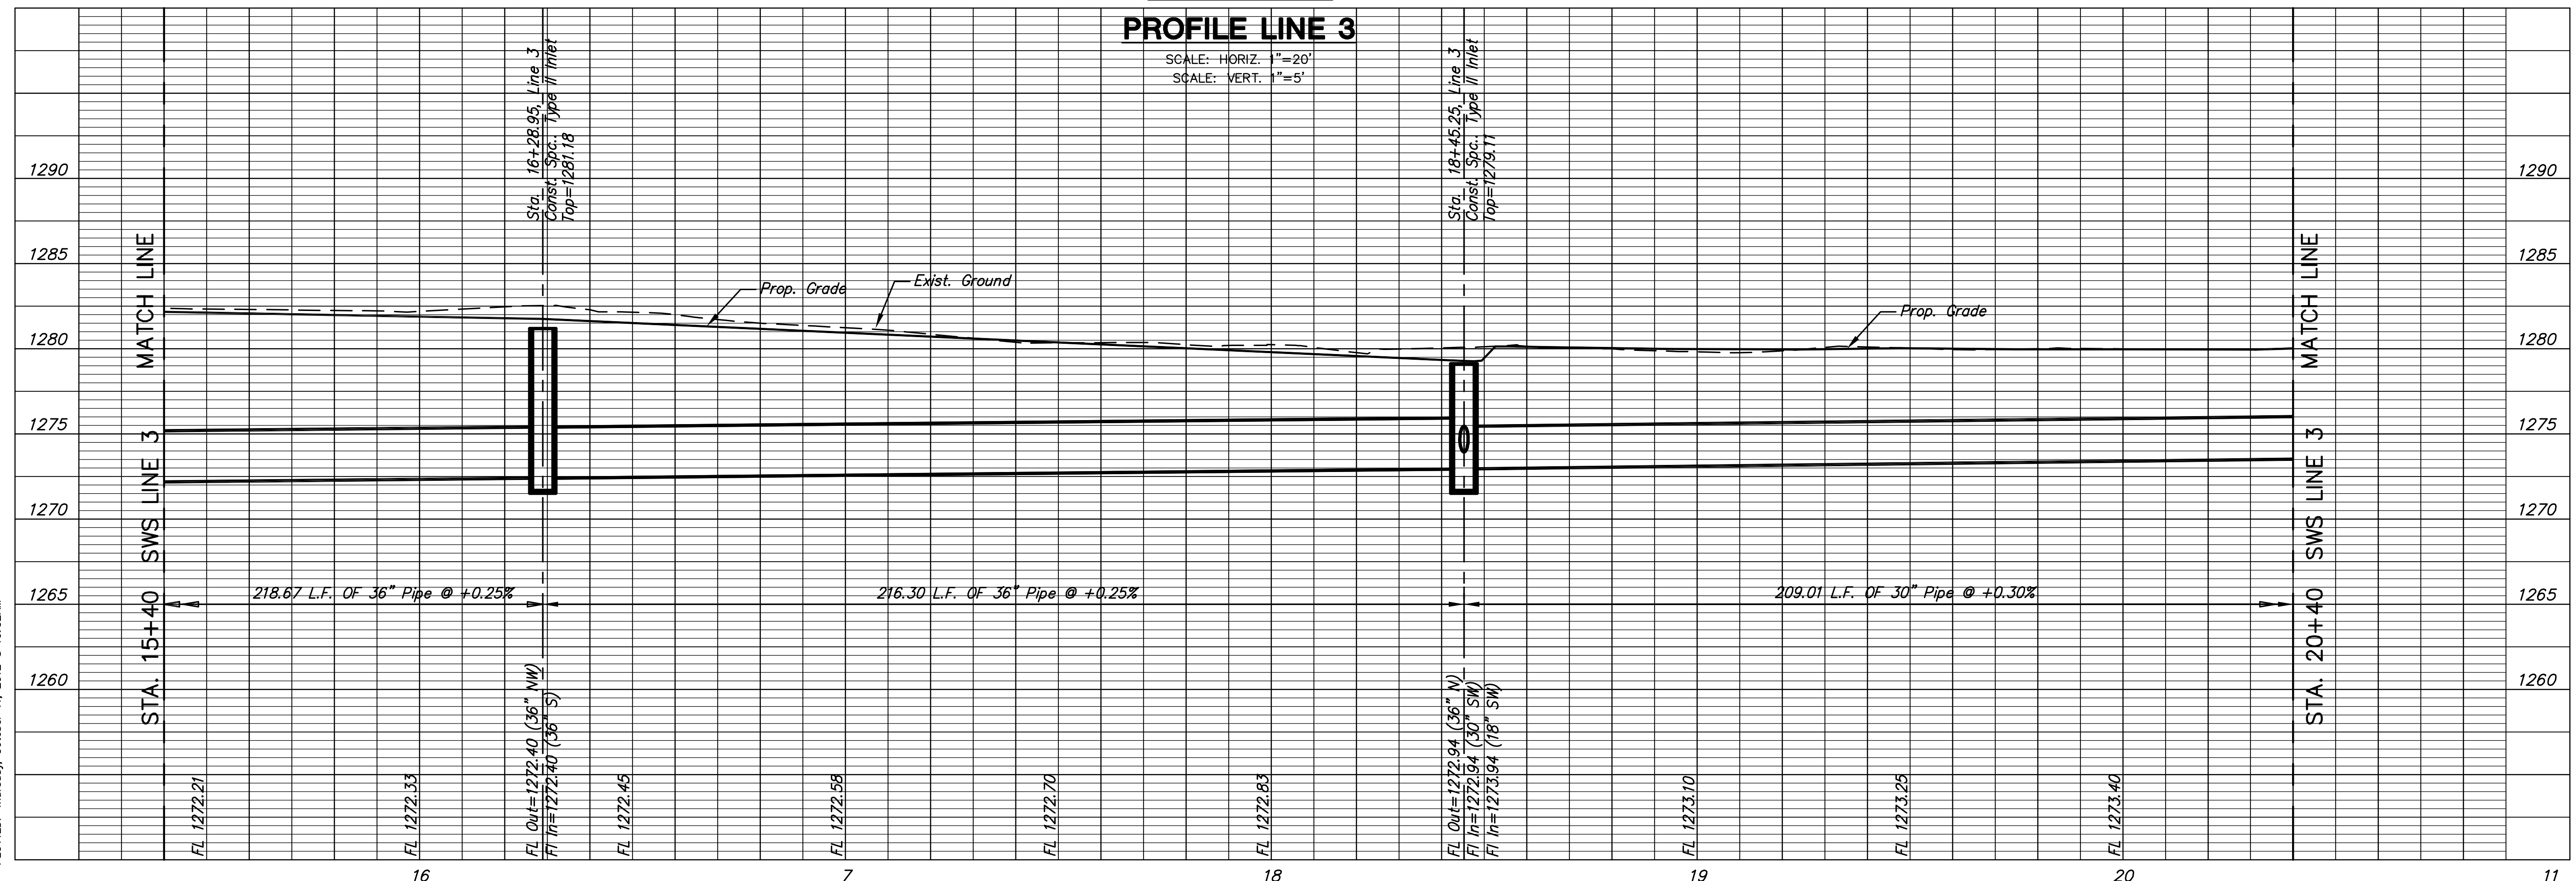 PROFILE LINE 3
SCALE: HORIZ. 1"=20'
SCALE: VERT. 1"=5'
Sta. 16+28.95, Line 3
Const. Spc.. Type II Inlet
Top=1281.18
Sta. 18+45.25, Line 3
Const. Spc.. Type II Inlet
Top=1279.11
1290
1290
1285
1285
1280
1280
1275
1275
1270
1270
1265
1265
1260
1260
STA. 15+40 SWS LINE 3 MATCH LINE
STA. 20+40 SWS LINE 3 MATCH LINE
Prop. Grade
Exist. Ground
Prop. Grade
218.67 L.F. OF 36" Pipe @ +0.25%
216.30 L.F. OF 36" Pipe @ +0.25%
209.01 L.F. OF 30" Pipe @ +0.30%
FL 1272.21
FL 1272.33
FL Out=1272.40 (36" NW)
Fl In=1272.40 (36" S)
FL 1272.45
FL 1272.58
FL 1272.70
FL 1272.83
FL Out=1272.94 (36" N)
Fl In=1272.94 (30" SW)
Fl In=1273.94 (18" SW)
FL 1273.10
FL 1273.25
FL 1273.40
16
7
18
19
20
11